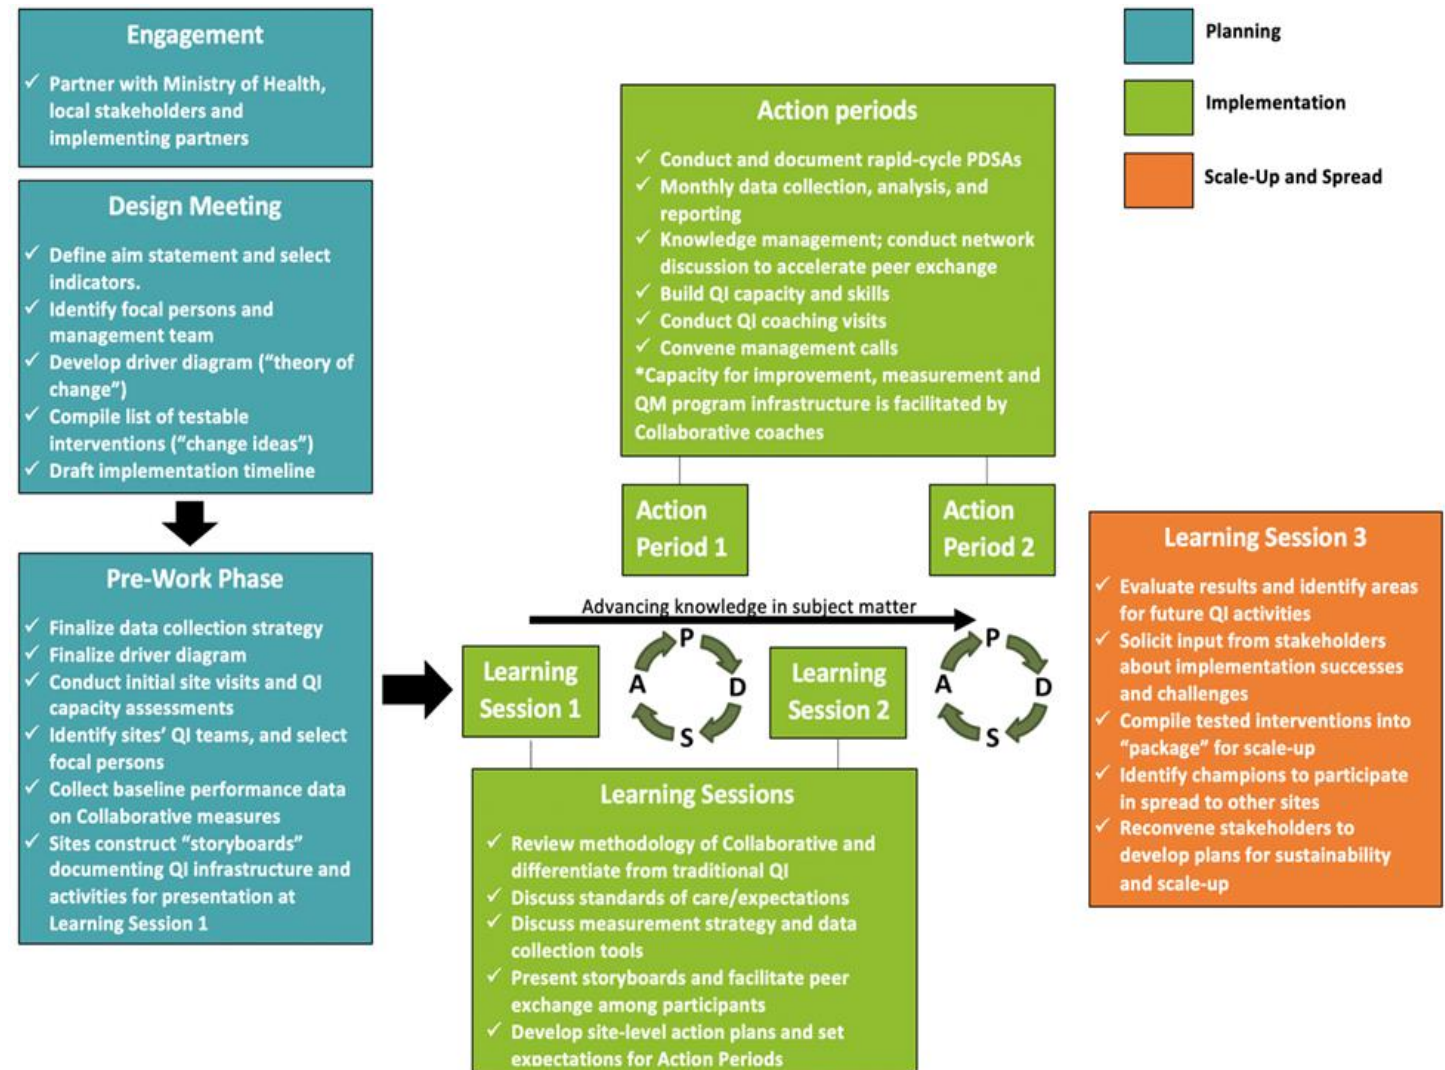 Engagement
✓ Partner with Ministry of Health,
local stakeholders and
implementing partners
Design Meeting
✓ Define aim statement and select
indicators.
✓ Identify focal persons and
management team
✓ Develop driver diagram (“theory of
change”)
✓ Compile list of testable
interventions (“change ideas”)
✓ Draft implementation timeline
Pre-Work Phase
✓ Finalize data collection strategy
✓ Finalize driver diagram
✓ Conduct initial site visits and QI
capacity assessments
✓ Identify sites’ QI teams, and select
focal persons
✓ Collect baseline performance data
on Collaborative measures
✓ Sites construct “storyboards”
documenting QI infrastructure and
activities for presentation at
Learning Session 1
Action periods
✓ Conduct and document rapid-cycle PDSAs
✓ Monthly data collection, analysis, and
reporting
✓ Knowledge management; conduct network
discussion to accelerate peer exchange
✓ Build QI capacity and skills
✓ Conduct QI coaching visits
✓ Convene management calls
*Capacity for improvement, measurement and
QM program infrastructure is facilitated by
Collaborative coaches
Action
Period 1
Action
Period 2
Advancing knowledge in subject matter
Learning
Session 1
P
A D
S
Learning
Session 2
P
A D
S
Learning Sessions
✓ Review methodology of Collaborative and
differentiate from traditional QI
✓ Discuss standards of care/expectations
✓ Discuss measurement strategy and data
collection tools
✓ Present storyboards and facilitate peer
exchange among participants
✓ Develop site-level action plans and set
expectations for Action Periods
Planning
Implementation
Scale-Up and Spread
Learning Session 3
✓ Evaluate results and identify areas
for future QI activities
✓ Solicit input from stakeholders
about implementation successes
and challenges
✓ Compile tested interventions into
“package” for scale-up
✓ Identify champions to participate
in spread to other sites
✓ Reconvene stakeholders to
develop plans for sustainability
and scale-up